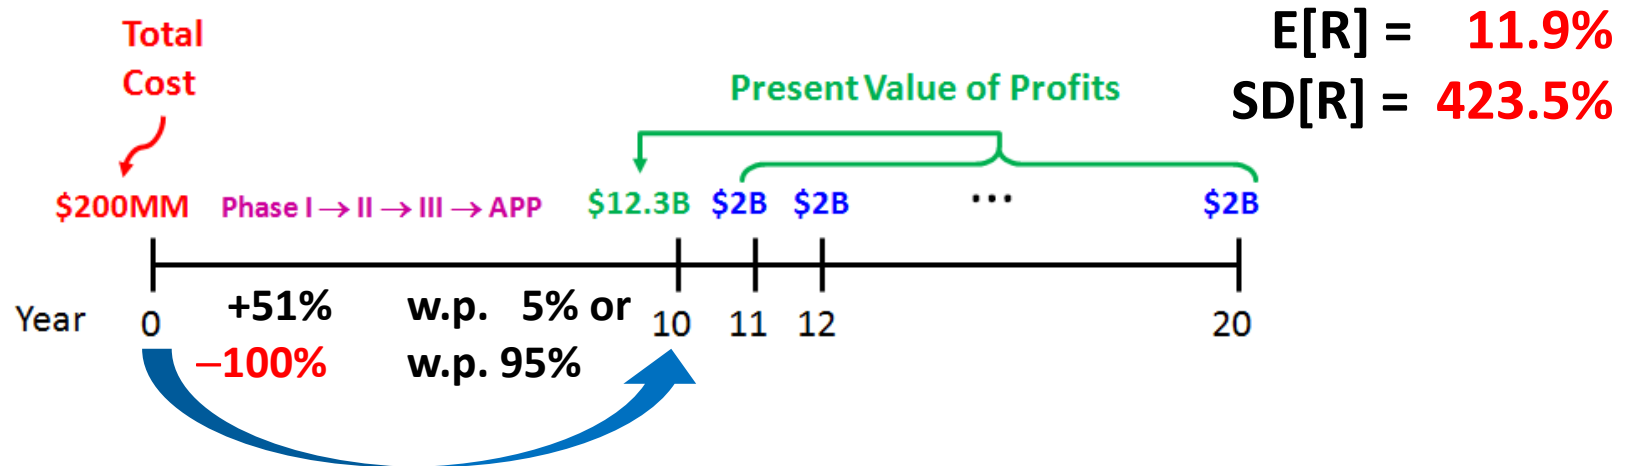 Total
Cost
E[R] = 11.9%
SD[R] = 423.5%
Present Value of Profits
$200MM Phase I → II → III → APP $12.3B $2B $2B ... $2B
Year 0 10 11 12 20
+51% w.p. 5% or
–100% w.p. 95%